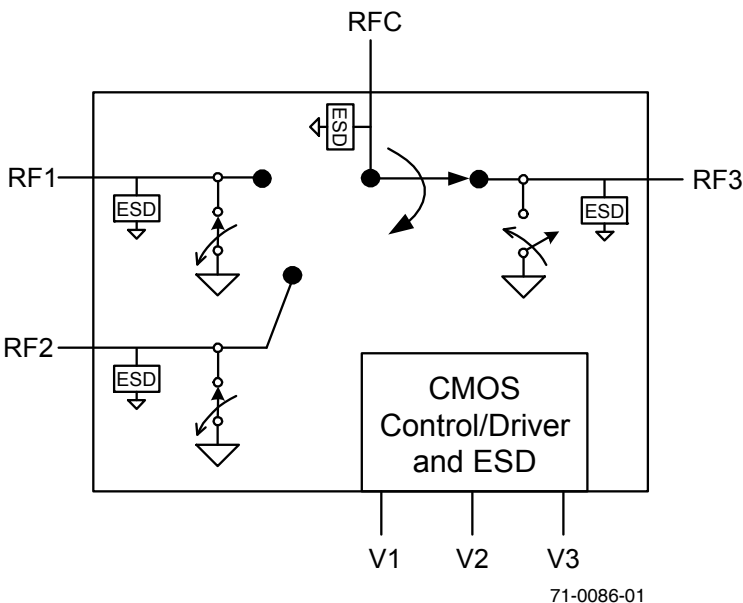 RFC
ESD
RF1
RF3
ESD
ESD
RF2
ESD
CMOS
Control/Driver
and ESD
V1 V2 V3
71-0086-01